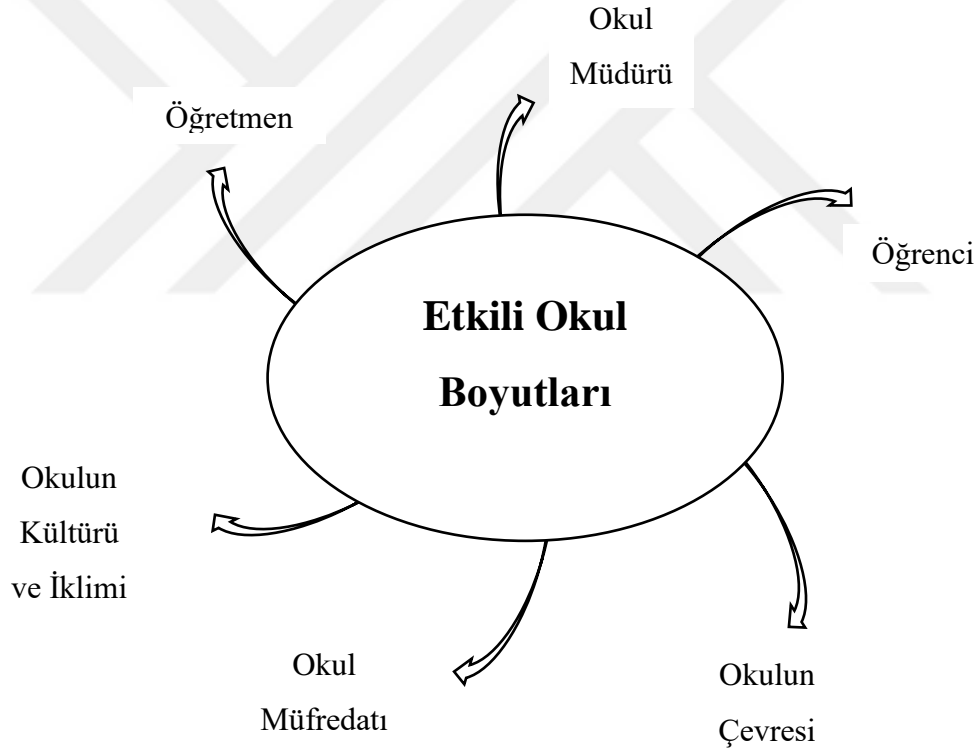 Okul
Müdürü
Öğretmen
Öğrenci
Etkili Okul
Boyutları
Okulun
Kültürü
ve İklimi
Okul
Müfredatı
Okulun
Çevresi